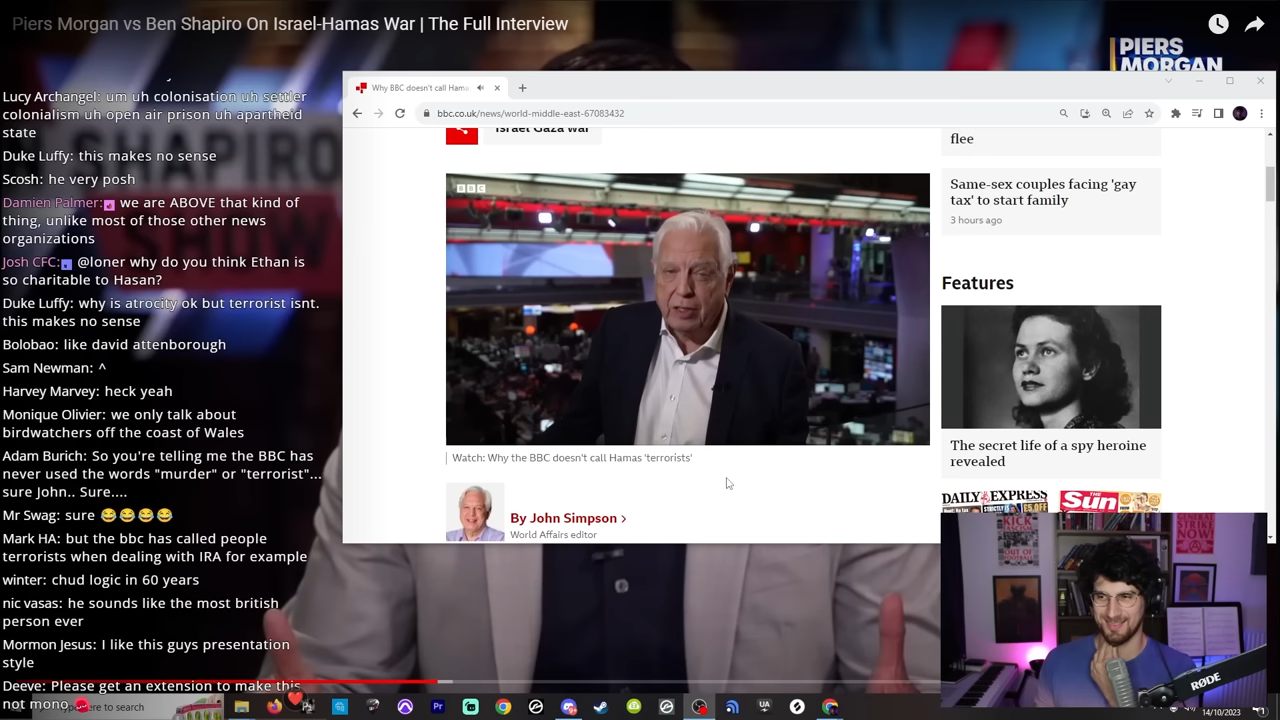 Piers Morgan vs Ben Shapiro On Israel-Hamas War | The Full Interview
PIERS
MORGAN
Lucy Archangel: um uh colonisation uh settler
colonialism uh open air prison uh apartheid
state
Duke Luffy: this makes no sense
Scosh: he very posh
Damien Palmer: we are ABOVE that kind of
thing, unlike most of those other news
organizations
Josh CFC: @loner why do you think Ethan is
so charitable to Hasan?
Duke Luffy: why is atrocity ok but terrorist isnt.
this makes no sense
Bolobao: like david attenborough
Sam Newman: ^
Harvey Marvey: heck yeah
Monique Olivier: we only talk about
birdwatchers off the coast of Wales
Adam Burich: So you're telling me the BBC has
never used the words "murder" or "terrorist"...
sure John.. Sure....
Mr Swag: sure 😂😂😂😂
Mark HA: but the bbc has called people
terrorists when dealing with IRA for example
winter: chud logic in 60 years
nic vasas: he sounds like the most british
person ever
Mormon Jesus: I like this guys presentation
style
Deeve: Please get an extension to make this
not mono
Why BBC doesn't call Hama
bbc.co.uk/news/world-middle-east-67083432
Israel Gaza war
BBC
Watch: Why the BBC doesn't call Hamas 'terrorists'
By John Simpson
World Affairs editor
flee
Same-sex couples facing 'gay
tax' to start family
3 hours ago
Features
The secret life of a spy heroine
revealed
DAILY EXPRESS
The Sun
RØDE
here to search
14/10/2023